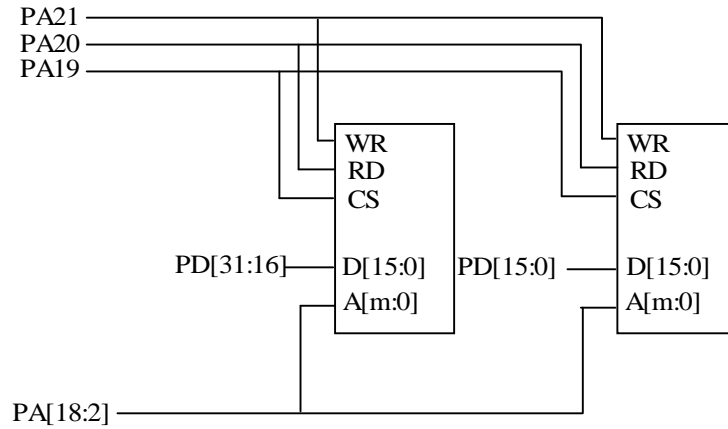 PA21
PA20
PA19
WR
RD
CS
PD[31:16]
D[15:0]
A[m:0]
WR
RD
CS
PD[15:0]
D[15:0]
A[m:0]
PA[18:2]